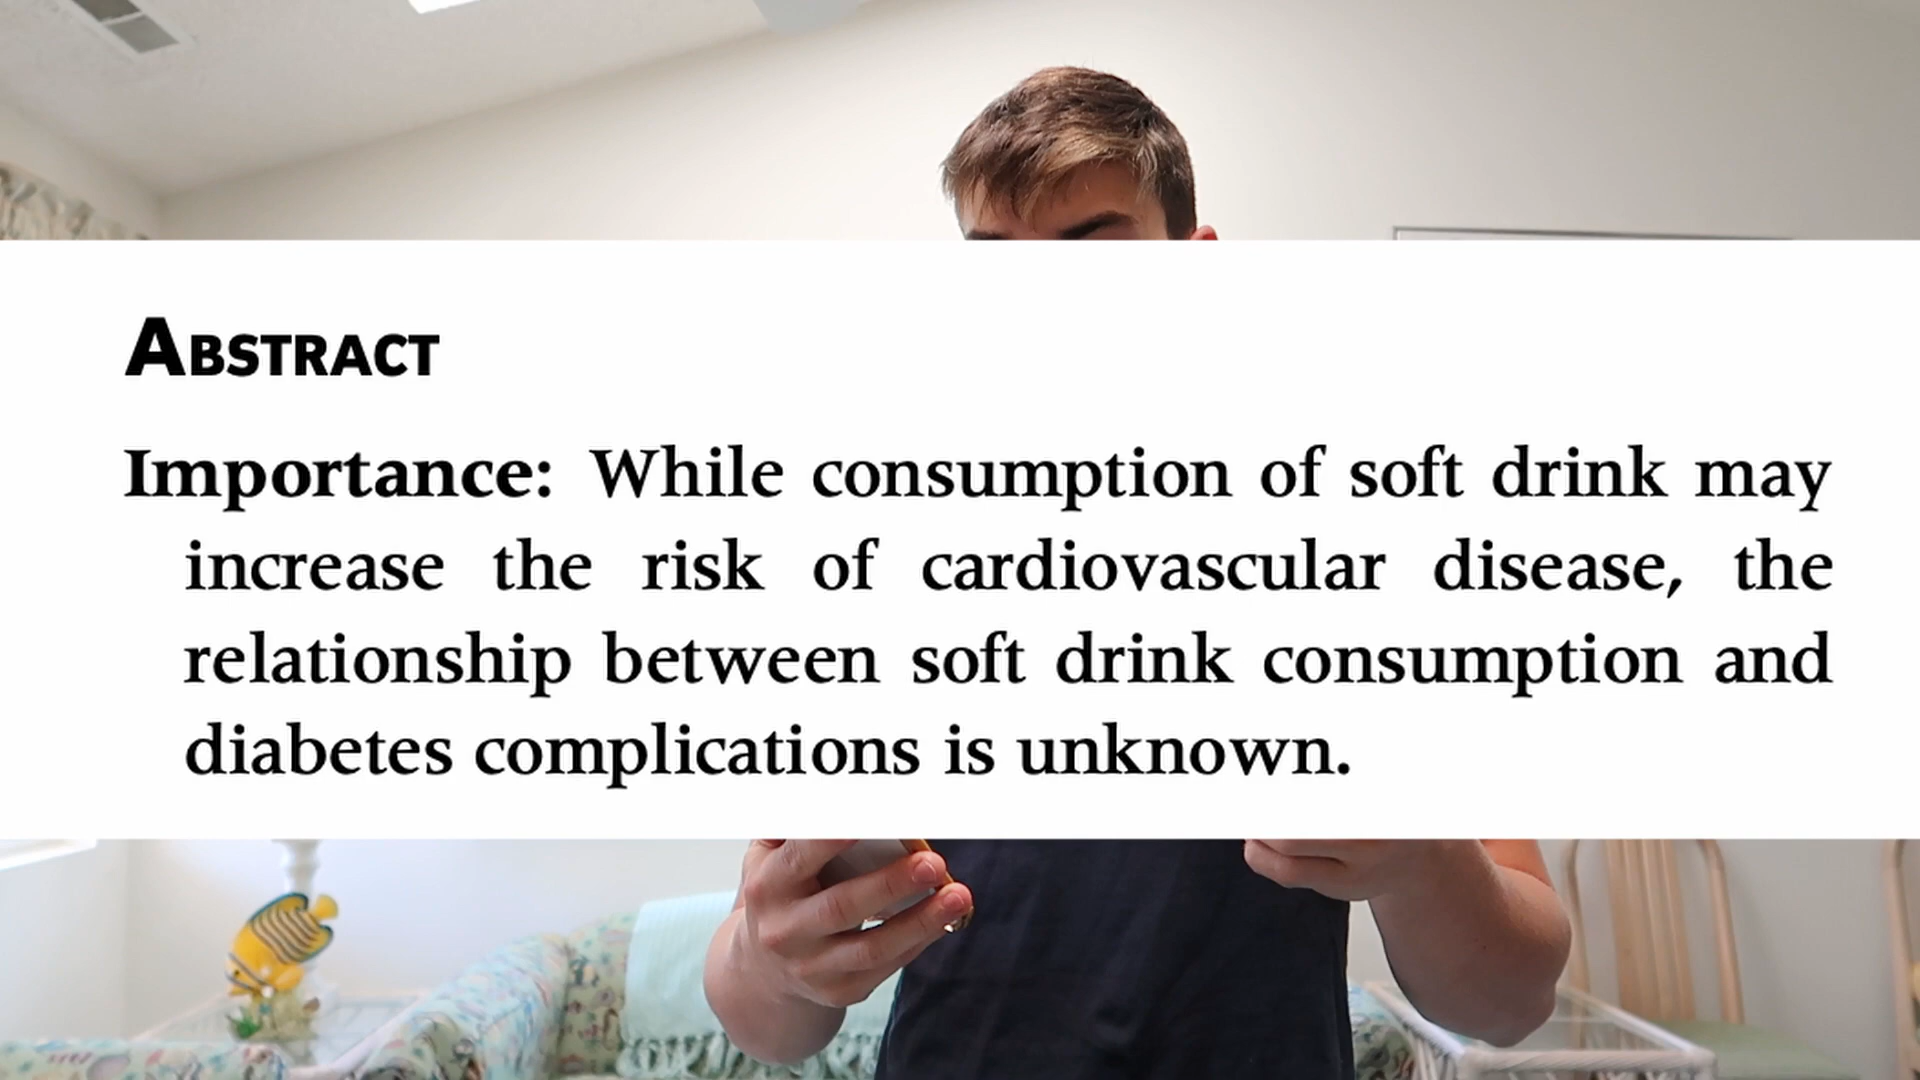 ABSTRACT
Importance: While consumption of soft drink may
increase the risk of cardiovascular disease, the
relationship between soft drink consumption and
diabetes complications is unknown.